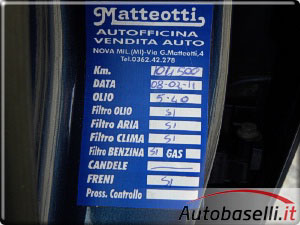 Matteotti
AUTOFFICINA
VENDITA AUTO
NOVA MIL.(MI)-Via G.Matteotti,4
Tel.0362.42.278
Km.
DATA 08-02-11
OLIO 5-40
Filtro OLIO SI
Filtro ARIA SI
Filtro CLIMA SI
Filtro BENZINA SI GAS
CANDELE
FRENI SI
Pross. Controllo
Autobaselli.it